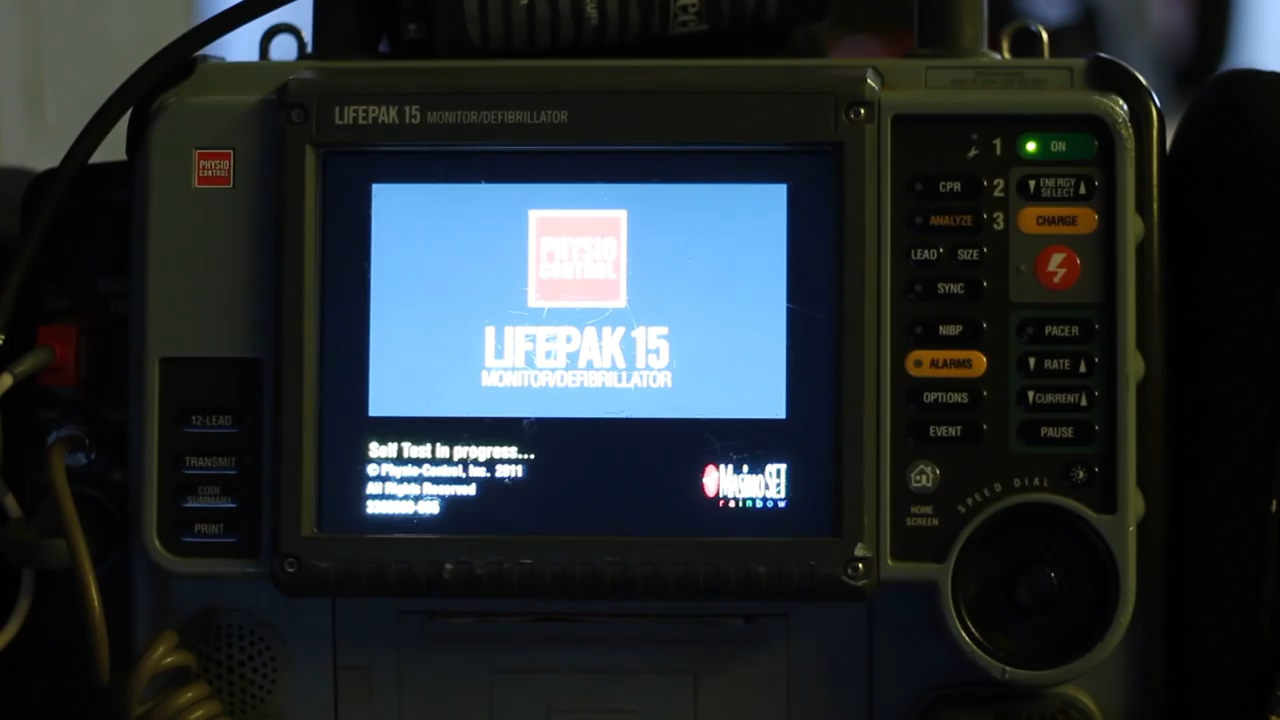 LIFEPAK 15 MONITOR/DEFIBRILLATOR
PHYSIO
CONTROL
PHYSIO
CONTROL
LIFEPAK 15
MONITOR/DEFIBRILLATOR
Self Test in progress...
© Physio-Control, Inc. 2011
All Rights Reserved
Masimo SET
rainbow
12-LEAD
TRANSMIT
CODE
SUMMARY
PRINT
1 ON
CPR 2 ENERGY
SELECT
ANALYZE 3 CHARGE
LEAD SIZE
SYNC
NIBP PACER
ALARMS RATE
OPTIONS CURRENT
EVENT PAUSE
HOME
SCREEN
SPEED DIAL